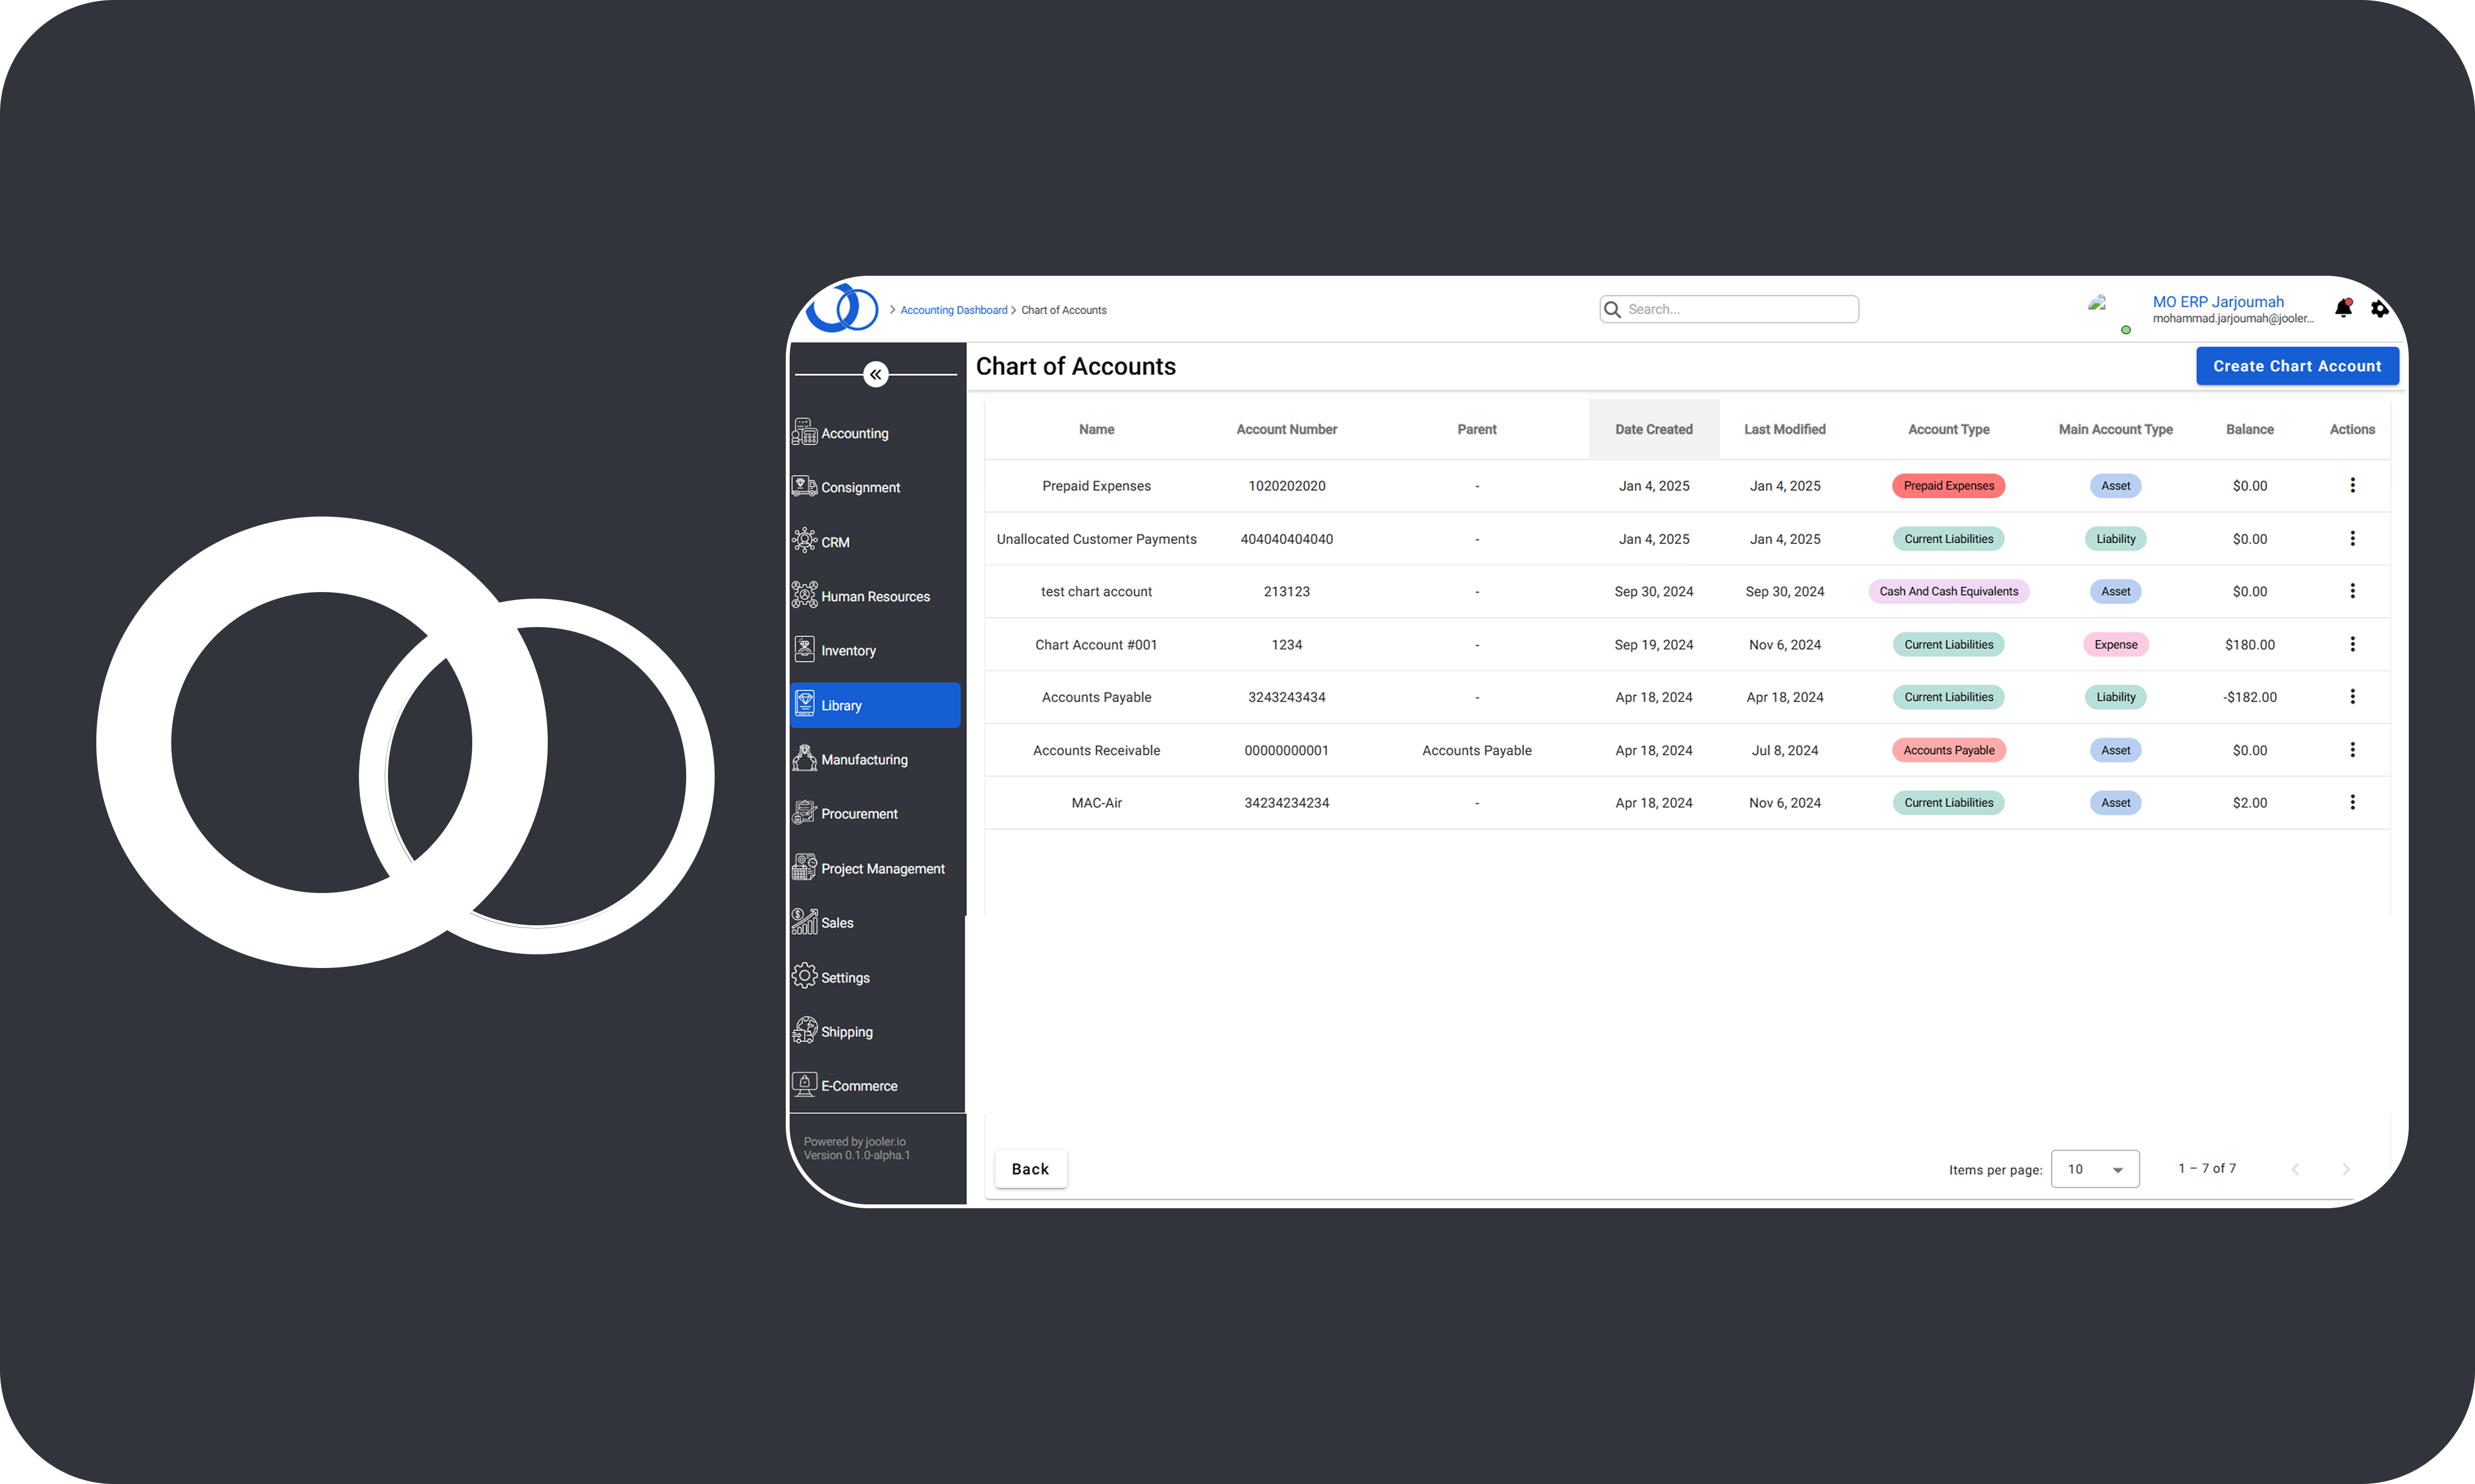 Accounting Dashboard Chart of Accounts Search...
MO ERP Jarjoumah
mohammad.jarjoumah@jooler...
Chart of Accounts Create Chart Account
Accounting
Consignment
CRM
Human Resources
Inventory
Library
Manufacturing
Procurement
Project Management
Sales
Settings
Shipping
E-Commerce
Powered by jooler.io
Version 0.1.0-alpha.1
Name Account Number Parent Date Created Last Modified Account Type Main Account Type Balance Actions
Prepaid Expenses 1020202020 - Jan 4, 2025 Jan 4, 2025 Prepaid Expenses Asset $0.00
Unallocated Customer Payments 404040404040 - Jan 4, 2025 Jan 4, 2025 Current Liabilities Liability $0.00
test chart account 213123 - Sep 30, 2024 Sep 30, 2024 Cash And Cash Equivalents Asset $0.00
Chart Account #001 1234 - Sep 19, 2024 Nov 6, 2024 Current Liabilities Expense $180.00
Accounts Payable 3243243434 - Apr 18, 2024 Apr 18, 2024 Current Liabilities Liability -$182.00
Accounts Receivable 00000000001 Accounts Payable Apr 18, 2024 Jul 8, 2024 Accounts Payable Asset $0.00
MAC-Air 34234234234 - Apr 18, 2024 Nov 6, 2024 Current Liabilities Asset $2.00
Back Items per page: 10 1 – 7 of 7